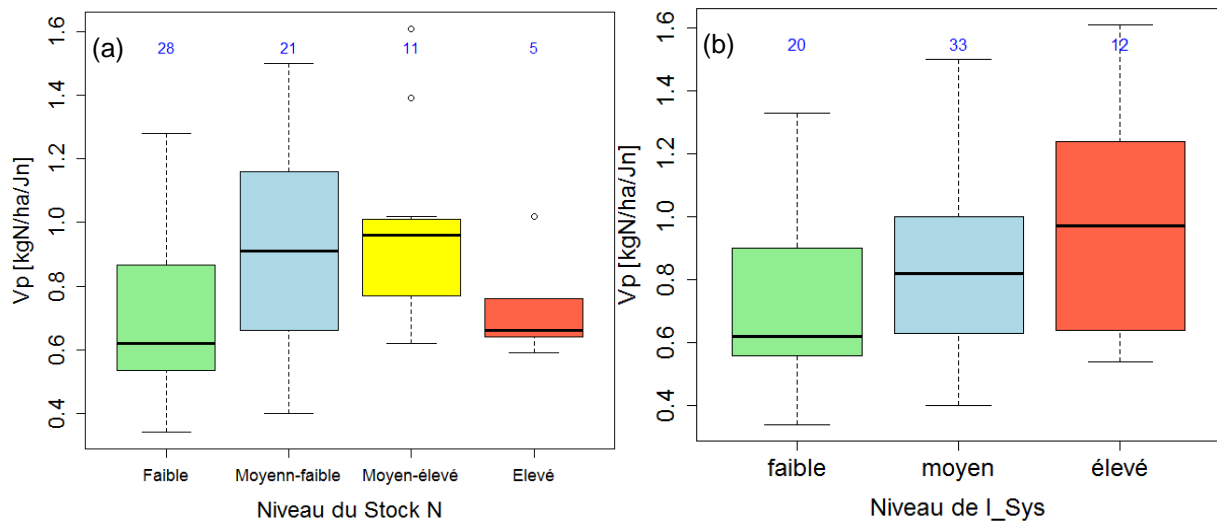 (a)
28 21 11 5
Vp [kgN/ha/Jn]
1.6
1.4
1.2
1.0
0.8
0.6
0.4
Faible Moyenn-faible Moyen-élevé Elevé
Niveau du Stock N
(b)
20 33 12
Vp [kgN/ha/Jn]
1.6
1.4
1.2
1.0
0.8
0.6
0.4
faible moyen élevé
Niveau de I_Sys